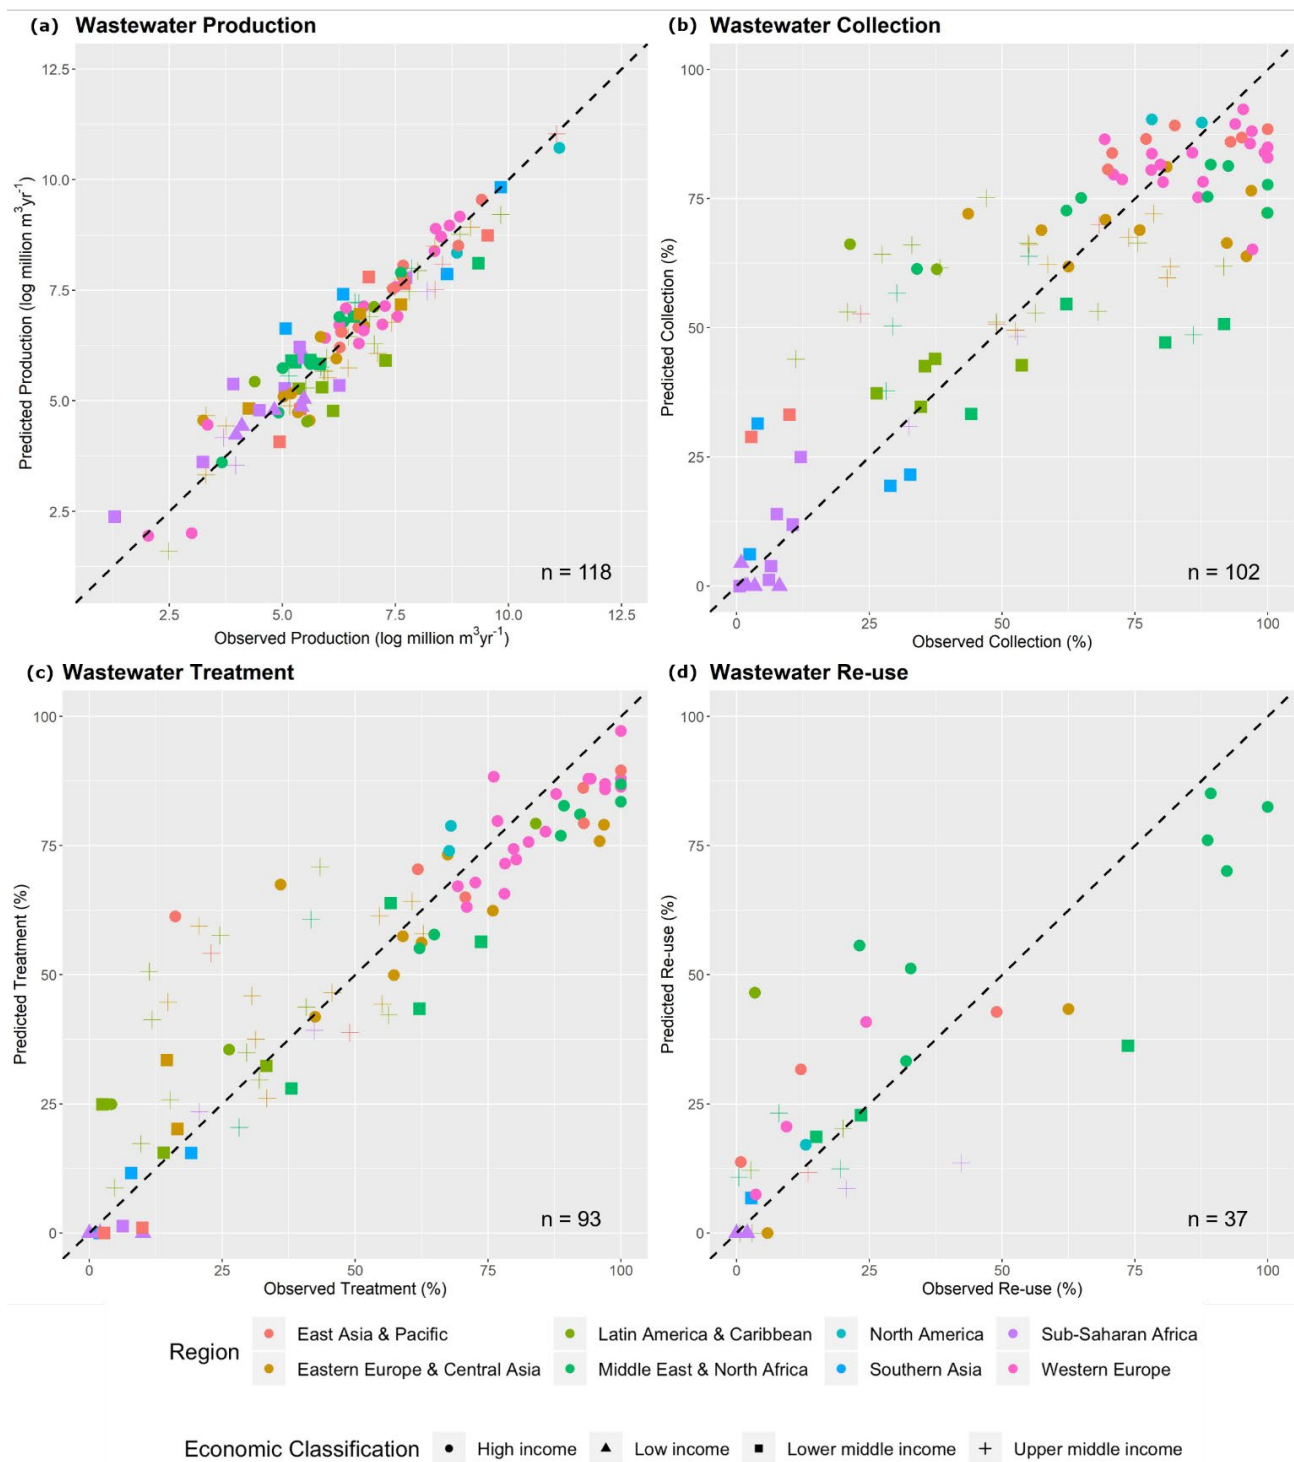 (a) Wastewater Production
12.5
10.0
7.5
5.0
2.5
Predicted Production (log million m³yr⁻¹)
n = 118
2.5 5.0 7.5 10.0 12.5
Observed Production (log million m³yr⁻¹)
(b) Wastewater Collection
100
75
50
25
0
Predicted Collection (%)
n = 102
0 25 50 75 100
Observed Collection (%)
(c) Wastewater Treatment
100
75
50
25
0
Predicted Treatment (%)
n = 93
0 25 50 75 100
Observed Treatment (%)
(d) Wastewater Re-use
100
75
50
25
0
Predicted Re-use (%)
n = 37
0 25 50 75 100
Observed Re-use (%)
Region
East Asia & Pacific Latin America & Caribbean North America Sub-Saharan Africa
Eastern Europe & Central Asia Middle East & North Africa Southern Asia Western Europe
Economic Classification High income Low income Lower middle income Upper middle income